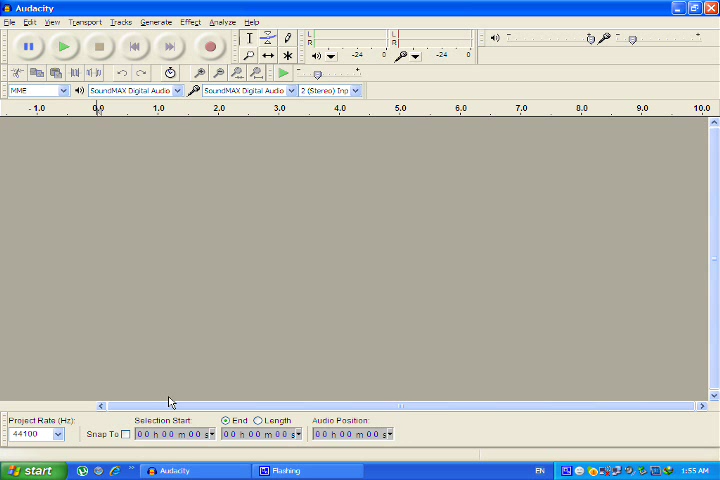 Audacity
File Edit View Transport Tracks Generate Effect Analyze Help
L
R
-24 0
L
R
-24 0
- +
- +
MME SoundMAX Digital Audio SoundMAX Digital Audio 2 (Stereo) Inp
- 1.0 0.0 1.0 2.0 3.0 4.0 5.0 6.0 7.0 8.0 9.0 10.0
Project Rate (Hz): Selection Start: End Length Audio Position:
44100 Snap To 00 h 00 m 00 s 00 h 00 m 00 s 00 h 00 m 00 s
start Audacity Flashing EN 1:55 AM